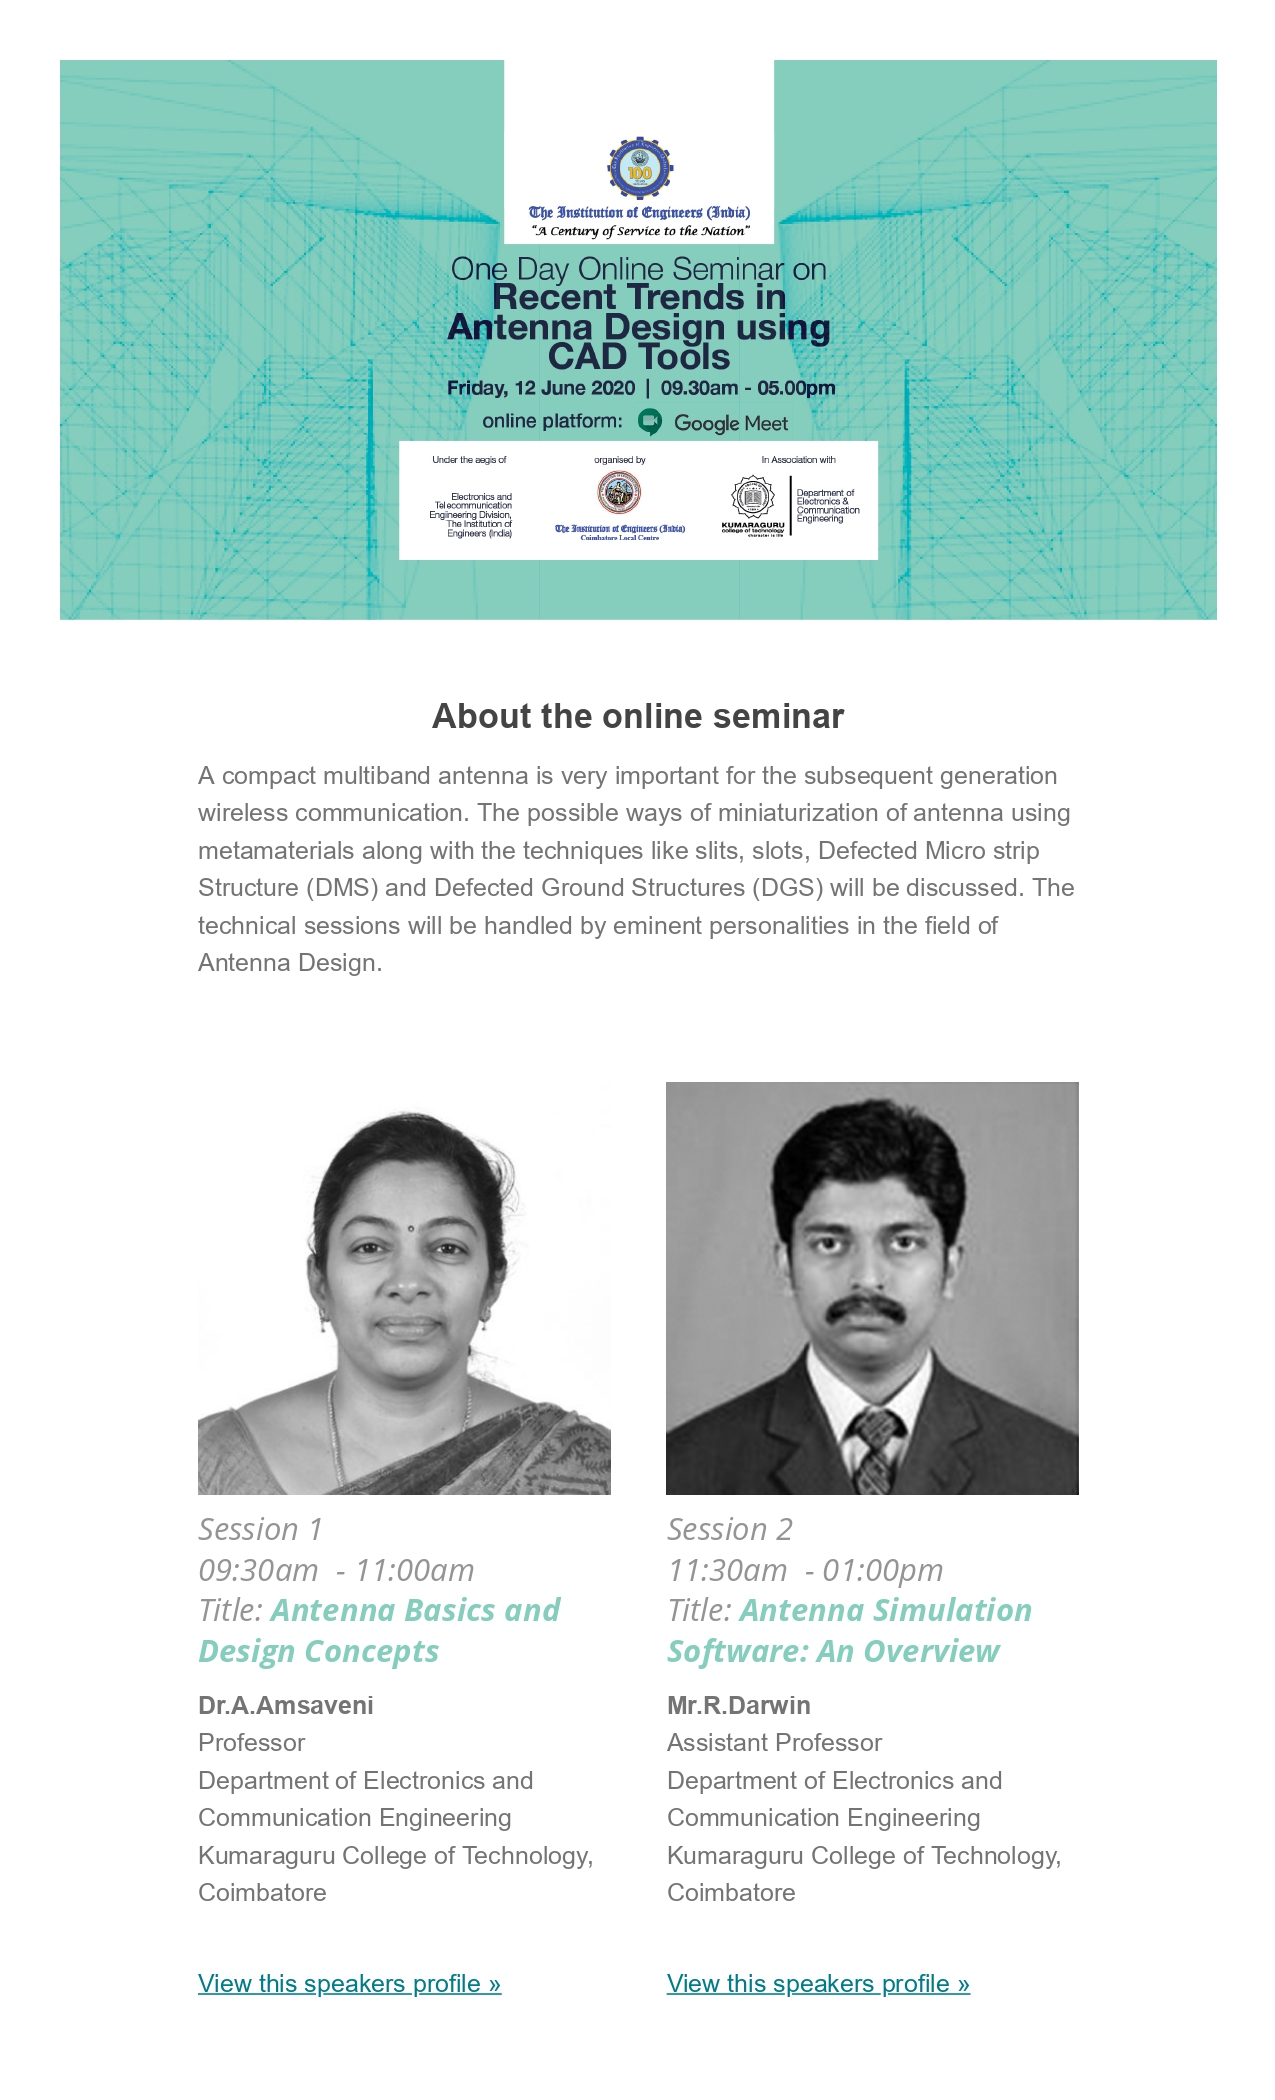 100
The Institution of Engineers (India)
"A Century of Service to the Nation"
One Day Online Seminar on
Recent Trends in
Antenna Design using
CAD Tools
Friday, 12 June 2020 | 09.30am - 05.00pm
online platform: Google Meet
Under the aegis of
Electronics and
Telecommunication
Engineering Division,
The Institution of
Engineers (India)
organised by
The Institution of Engineers (India)
Coimbatore Local Centre
In Association with
KUMARAGURU
college of technology
character is life
Department of
Electronics &
Communication
Engineering
About the online seminar
A compact multiband antenna is very important for the subsequent generation
wireless communication. The possible ways of miniaturization of antenna using
metamaterials along with the techniques like slits, slots, Defected Micro strip
Structure (DMS) and Defected Ground Structures (DGS) will be discussed. The
technical sessions will be handled by eminent personalities in the field of
Antenna Design.
Session 1
09:30am - 11:00am
Title: Antenna Basics and
Design Concepts
Dr.A.Amsaveni
Professor
Department of Electronics and
Communication Engineering
Kumaraguru College of Technology,
Coimbatore
View this speakers profile »
Session 2
11:30am - 01:00pm
Title: Antenna Simulation
Software: An Overview
Mr.R.Darwin
Assistant Professor
Department of Electronics and
Communication Engineering
Kumaraguru College of Technology,
Coimbatore
View this speakers profile »